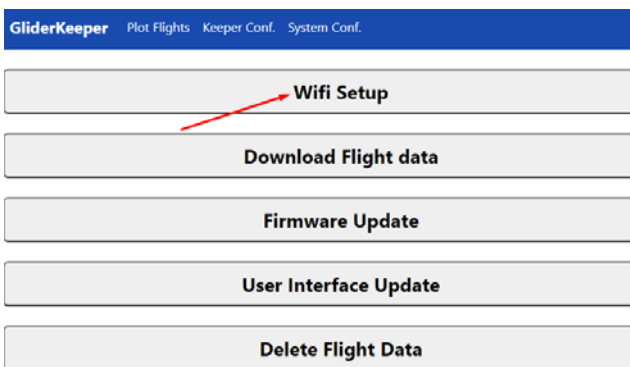 GliderKeeper Plot Flights Keeper Conf. System Conf.
Wifi Setup
Download Flight data
Firmware Update
User Interface Update
Delete Flight Data